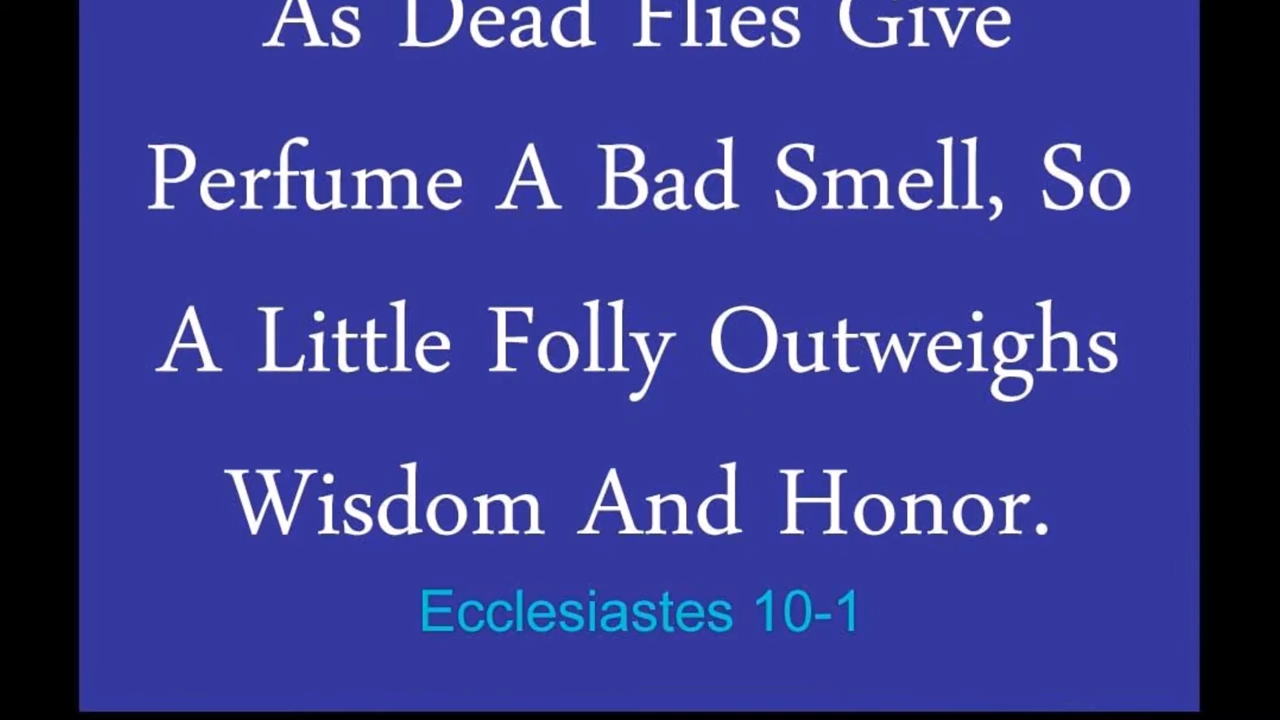 As Dead Flies Give
Perfume A Bad Smell, So
A Little Folly Outweighs
Wisdom And Honor.
Ecclesiastes 10-1